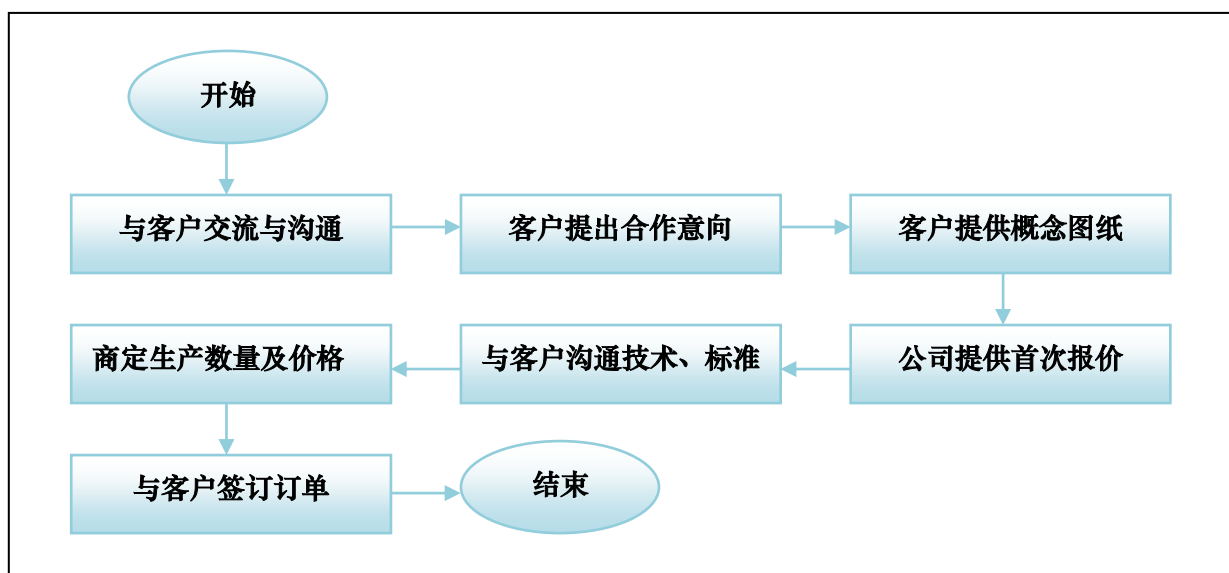 开始
与客户交流与沟通
客户提出合作意向
客户提供概念图纸
公司提供首次报价
与客户沟通技术、标准
商定生产数量及价格
与客户签订订单
结束